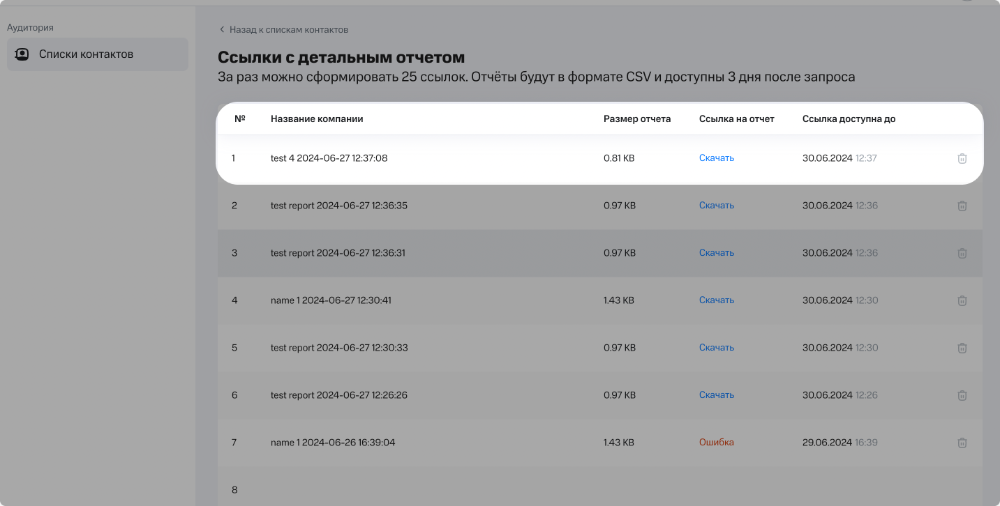 Аудитория
Списки контактов
Назад к спискам контактов
Ссылки с детальным отчетом
За раз можно сформировать 25 ссылок. Отчёты будут в формате CSV и доступны 3 дня после запроса
№ Название компании Размер отчета Ссылка на отчет Ссылка доступна до
1 test 4 2024-06-27 12:37:08 0.81 KB Скачать 30.06.2024 12:37
2 test report 2024-06-27 12:36:35 0.97 KB Скачать 30.06.2024 12:36
3 test report 2024-06-27 12:36:31 0.97 KB Скачать 30.06.2024 12:36
4 name 1 2024-06-27 12:30:41 1.43 KB Скачать 30.06.2024 12:30
5 test report 2024-06-27 12:30:33 0.97 KB Скачать 30.06.2024 12:30
6 test report 2024-06-27 12:26:26 0.97 KB Скачать 30.06.2024 12:26
7 name 1 2024-06-26 16:39:04 1.43 KB Ошибка 29.06.2024 16:39
8